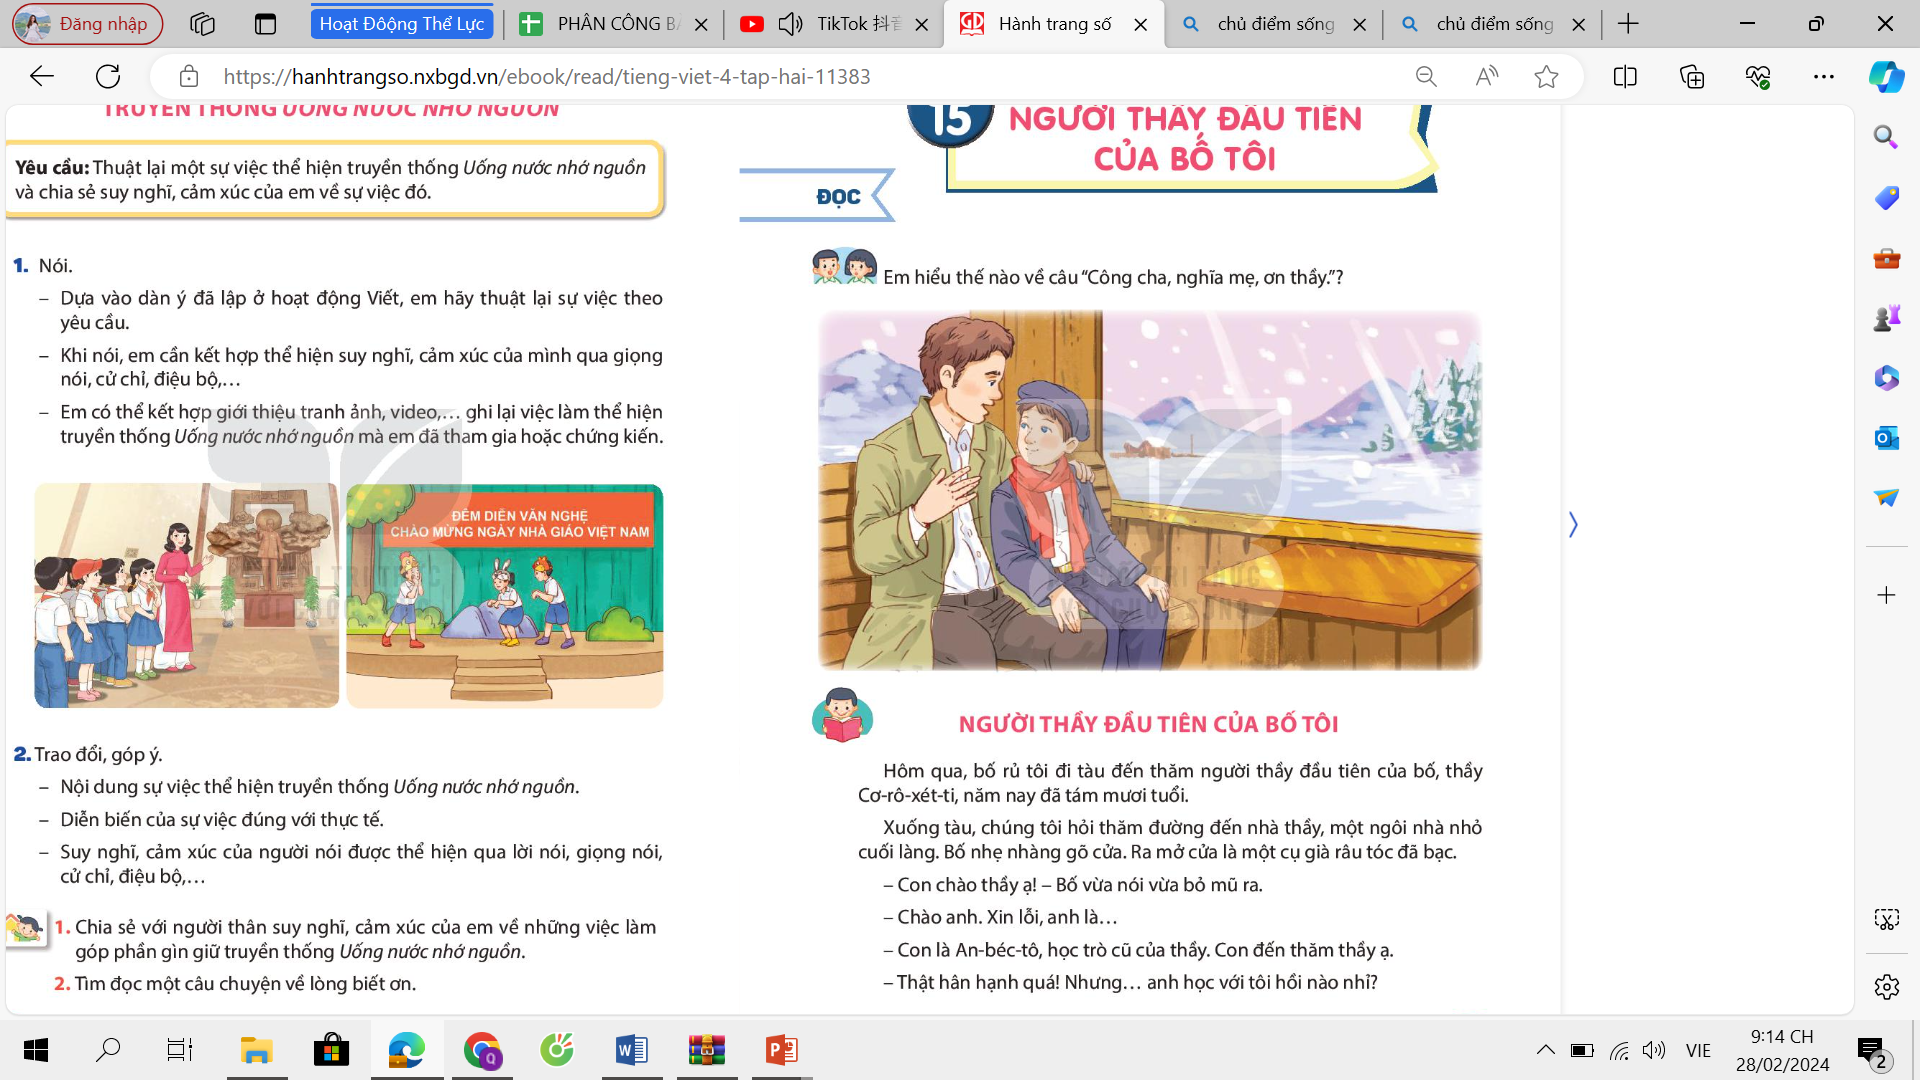 Đăng nhập
Hoạt Đôộng Thể Lực
PHÂN CÔNG BA
TikTok 抖音
Hành trang số
chủ điểm sống
chủ điểm sống
https://hanhtrangso.nxbgd.vn/ebook/read/tieng-viet-4-tap-hai-11383
TRUYỀN THỐNG UỐNG NƯỚC NHỚ NGUỒN
Yêu cầu: Thuật lại một sự việc thể hiện truyền thống Uống nước nhớ nguồn
và chia sẻ suy nghĩ, cảm xúc của em về sự việc đó.
1. Nói.
– Dựa vào dàn ý đã lập ở hoạt động Viết, em hãy thuật lại sự việc theo
yêu cầu.
– Khi nói, em cần kết hợp thể hiện suy nghĩ, cảm xúc của mình qua giọng
nói, cử chỉ, điệu bộ,…
– Em có thể kết hợp giới thiệu tranh ảnh, video,… ghi lại việc làm thể hiện
truyền thống Uống nước nhớ nguồn mà em đã tham gia hoặc chứng kiến.
ĐÊM DIỄN VĂN NGHỆ
CHÀO MỪNG NGÀY NHÀ GIÁO VIỆT NAM
2. Trao đổi, góp ý.
– Nội dung sự việc thể hiện truyền thống Uống nước nhớ nguồn.
– Diễn biến của sự việc đúng với thực tế.
– Suy nghĩ, cảm xúc của người nói được thể hiện qua lời nói, giọng nói,
cử chỉ, điệu bộ,…
1. Chia sẻ với người thân suy nghĩ, cảm xúc của em về những việc làm
góp phần gìn giữ truyền thống Uống nước nhớ nguồn.
2. Tìm đọc một câu chuyện về lòng biết ơn.
15
NGƯỜI THẦY ĐẦU TIÊN
CỦA BỐ TÔI
ĐỌC
Em hiểu thế nào về câu “Công cha, nghĩa mẹ, ơn thầy.”?
NGƯỜI THẦY ĐẦU TIÊN CỦA BỐ TÔI
Hôm qua, bố rủ tôi đi tàu đến thăm người thầy đầu tiên của bố, thầy
Cơ-rô-xét-ti, năm nay đã tám mươi tuổi.
Xuống tàu, chúng tôi hỏi thăm đường đến nhà thầy, một ngôi nhà nhỏ
cuối làng. Bố nhẹ nhàng gõ cửa. Ra mở cửa là một cụ già râu tóc đã bạc.
– Con chào thầy ạ! – Bố vừa nói vừa bỏ mũ ra.
– Chào anh. Xin lỗi, anh là…
– Con là An-béc-tô, học trò cũ của thầy. Con đến thăm thầy ạ.
– Thật hân hạnh quá! Nhưng… anh học với tôi hồi nào nhỉ?
VIE
9:14 CH
28/02/2024
2